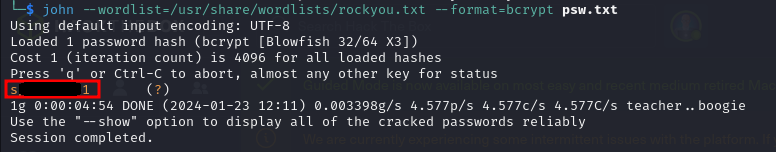 └─$ john --wordlist=/usr/share/wordlists/rockyou.txt --format=bcrypt psw.txt
Using default input encoding: UTF-8
Loaded 1 password hash (bcrypt [Blowfish 32/64 X3])
Cost 1 (iteration count) is 4096 for all loaded hashes
Press 'q' or Ctrl-C to abort, almost any other key for status
s 1 (?)
1g 0:00:04:54 DONE (2024-01-23 12:11) 0.003398g/s 4.577p/s 4.577c/s 4.577C/s teacher..boogie
Use the "--show" option to display all of the cracked passwords reliably
Session completed.